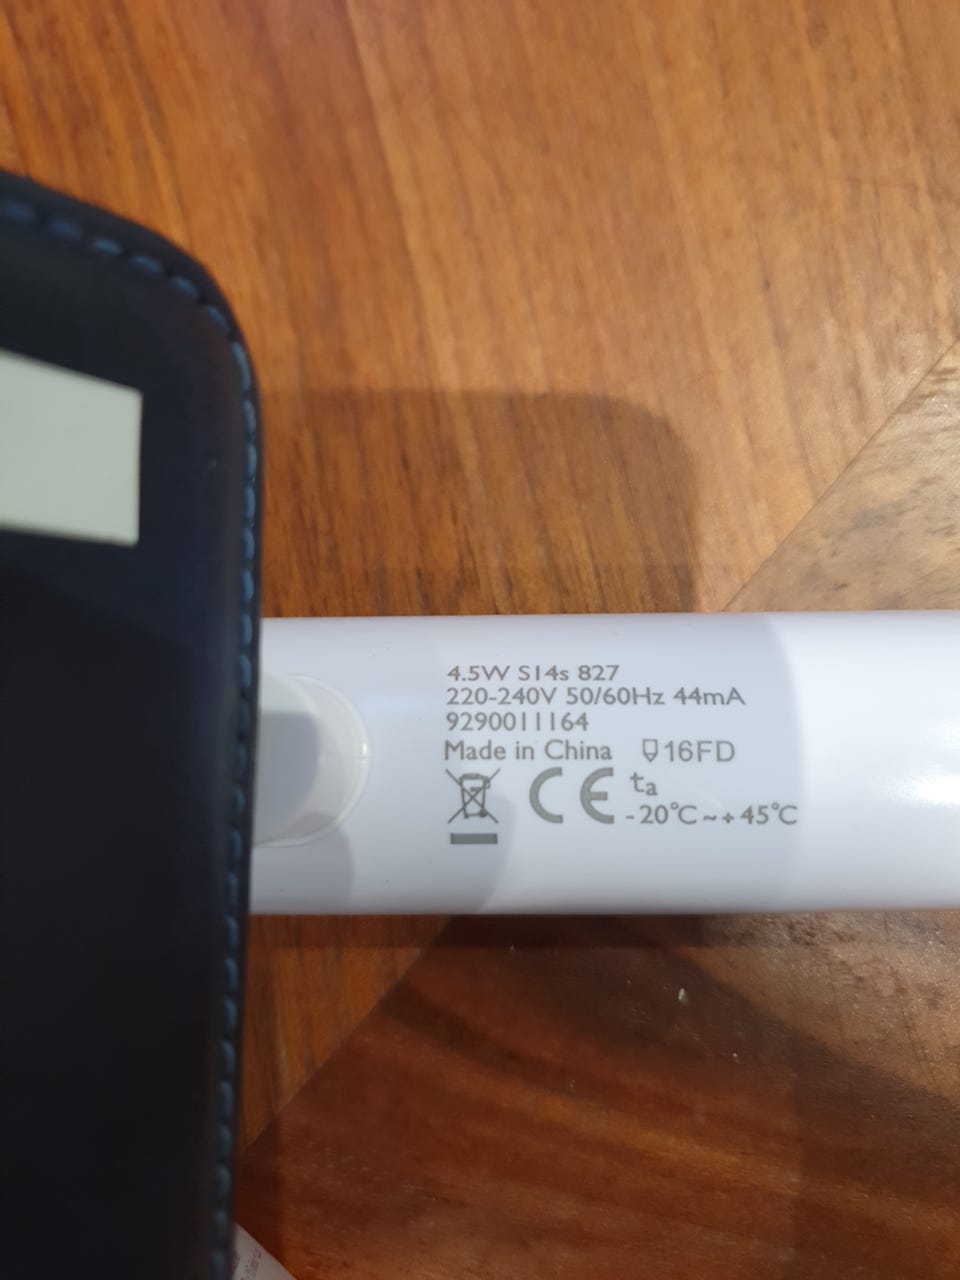 4.5W S14s 827
220-240V 50/60Hz 44mA
9290011164
Made in China 16FD
CE ta
-20°C~+45°C